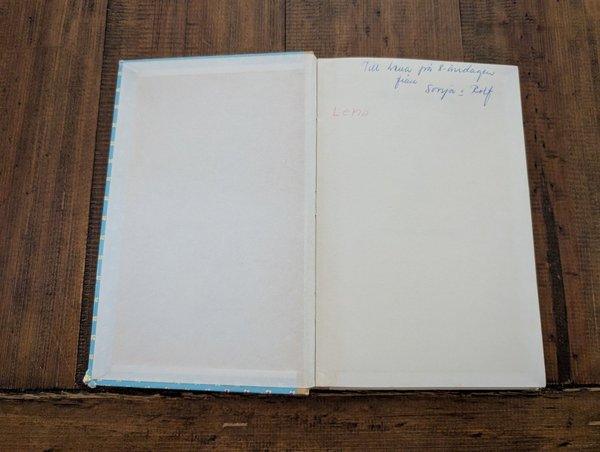 Till Lena på 8-årsdagen
från
Sonja & Rolf
Lena